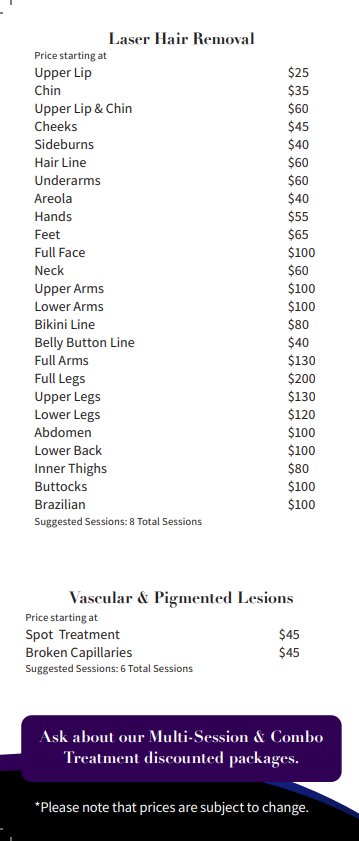 Laser Hair Removal
Price starting at
Upper Lip $25
Chin $35
Upper Lip & Chin $60
Cheeks $45
Sideburns $40
Hair Line $60
Underarms $60
Areola $40
Hands $55
Feet $65
Full Face $100
Neck $60
Upper Arms $100
Lower Arms $100
Bikini Line $80
Belly Button Line $40
Full Arms $130
Full Legs $200
Upper Legs $130
Lower Legs $120
Abdomen $100
Lower Back $100
Inner Thighs $80
Buttocks $100
Brazilian $100
Suggested Sessions: 8 Total Sessions
Vascular & Pigmented Lesions
Price starting at
Spot Treatment $45
Broken Capillaries $45
Suggested Sessions: 6 Total Sessions
Ask about our Multi-Session & Combo
Treatment discounted packages.
*Please note that prices are subject to change.